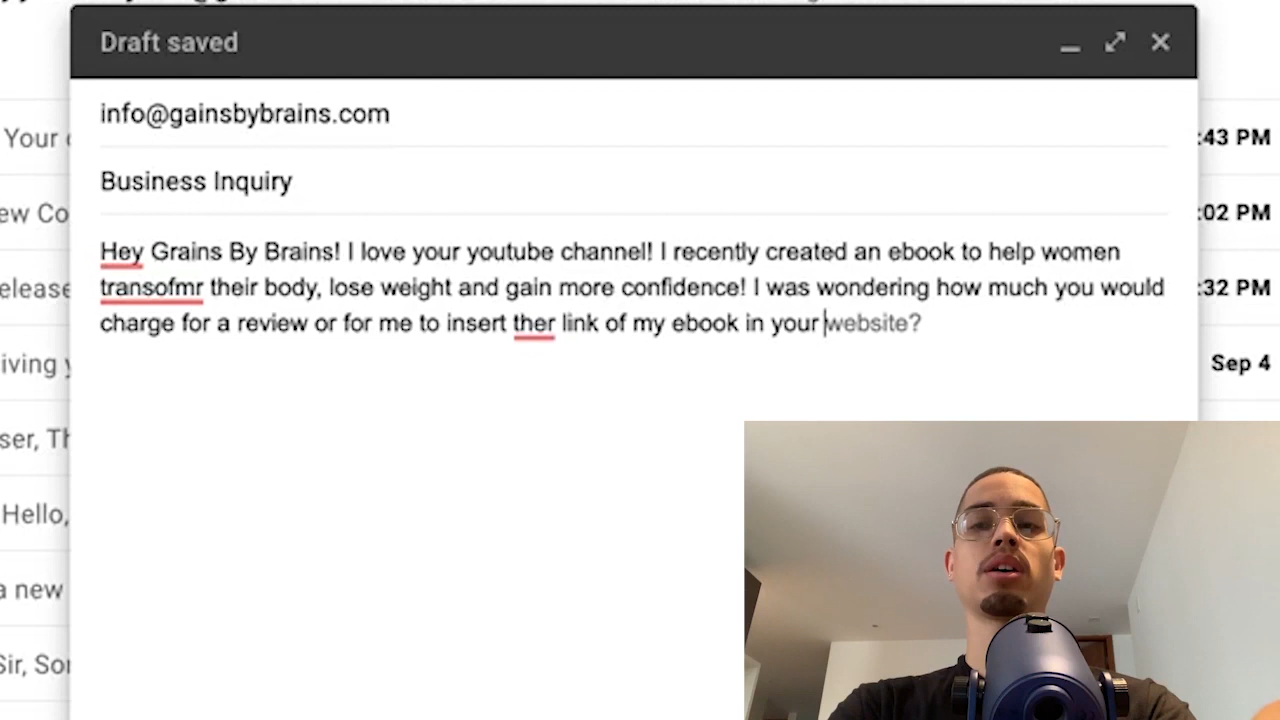 Draft saved
info@gainsbybrains.com
Your
:43 PM
Business Inquiry
ew Co
:02 PM
Hey Grains By Brains! I love your youtube channel! I recently created an ebook to help women
transofmr their body, lose weight and gain more confidence! I was wondering how much you would
elease
:32 PM
charge for a review or for me to insert ther link of my ebook in your website?
iving y
Sep 4
ser, Th
Hello,
a new
Sir, Sor